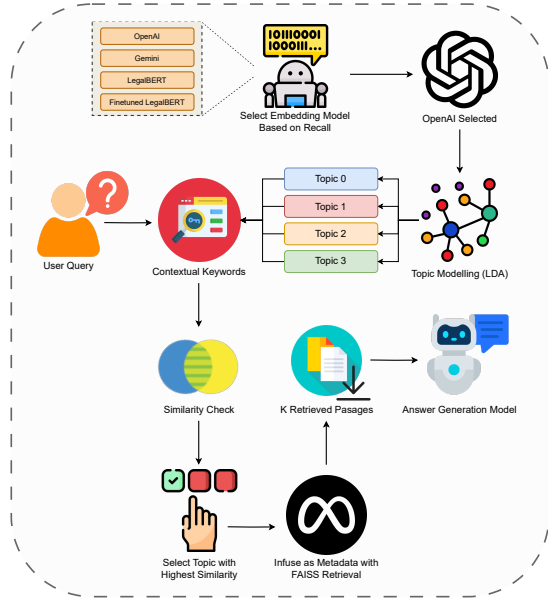 OpenAI
Gemini
LegalBERT
Finetuned LegalBERT
IOIII00OI
I000III...
Select Embedding Model
Based on Recall
OpenAI Selected
Topic 0
Topic 1
Topic 2
Topic 3
?
User Query
Contextual Keywords
Topic Modelling (LDA)
Similarity Check
K Retrieved Pasages
Answer Generation Model
Select Topic with
Highest Similarity
Infuse as Metadata with
FAISS Retrieval